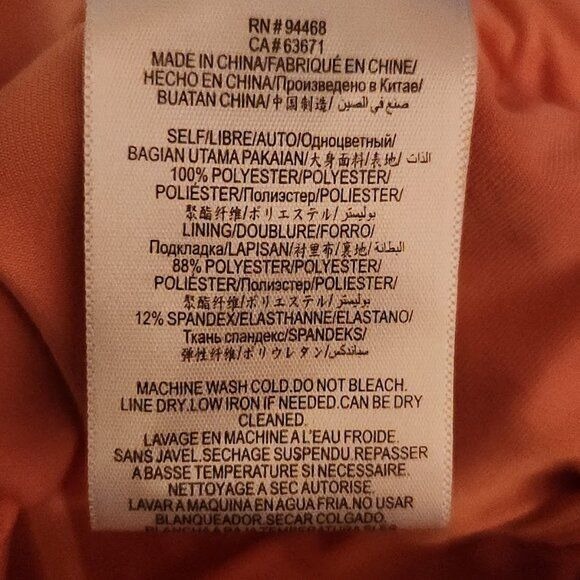 RN# 94468
CA# 63671
MADE IN CHINA/FABRIQUÉ EN CHINE/
HECHO EN CHINA/Произведено в Китае/
BUATAN CHINA/中国制造/ صنع في الصين/
SELF/LIBRE/AUTO/Одноцветный/
BAGIAN UTAMA PAKAIAN/大身面料/表地/ الذات/
100% POLYESTER/POLYESTER/
POLIÉSTER/Полиэстер/POLIESTER/
聚酯纤维/ポリエステル/ بوليستر/
LINING/DOUBLURE/FORRO/
Подкладка/LAPISAN/衬里布/裏地/ البطانة/
88% POLYESTER/POLYESTER/
POLIÉSTER/Полиэстер/POLIESTER/
聚酯纤维/ポリエステル/ بوليستر/
12% SPANDEX/ELASTHANNE/ELASTANO/
Ткань спандекс/SPANDEKS/
弹性纤维/ポリウレタン/ سباندكس/
MACHINE WASH COLD.DO NOT BLEACH.
LINE DRY.LOW IRON IF NEEDED.CAN BE DRY
CLEANED.
LAVAGE EN MACHINE A L'EAU FROIDE.
SANS JAVEL.SECHAGE SUSPENDU.REPASSER
A BASSE TEMPERATURE SI NECESSAIRE.
NETTOYAGE A SEC AUTORISE.
LAVAR A MAQUINA EN AGUA FRIA.NO USAR
BLANQUEADOR.SECAR COLGADO.
PLANCHA A BAJA TEMPERATURA SI ES